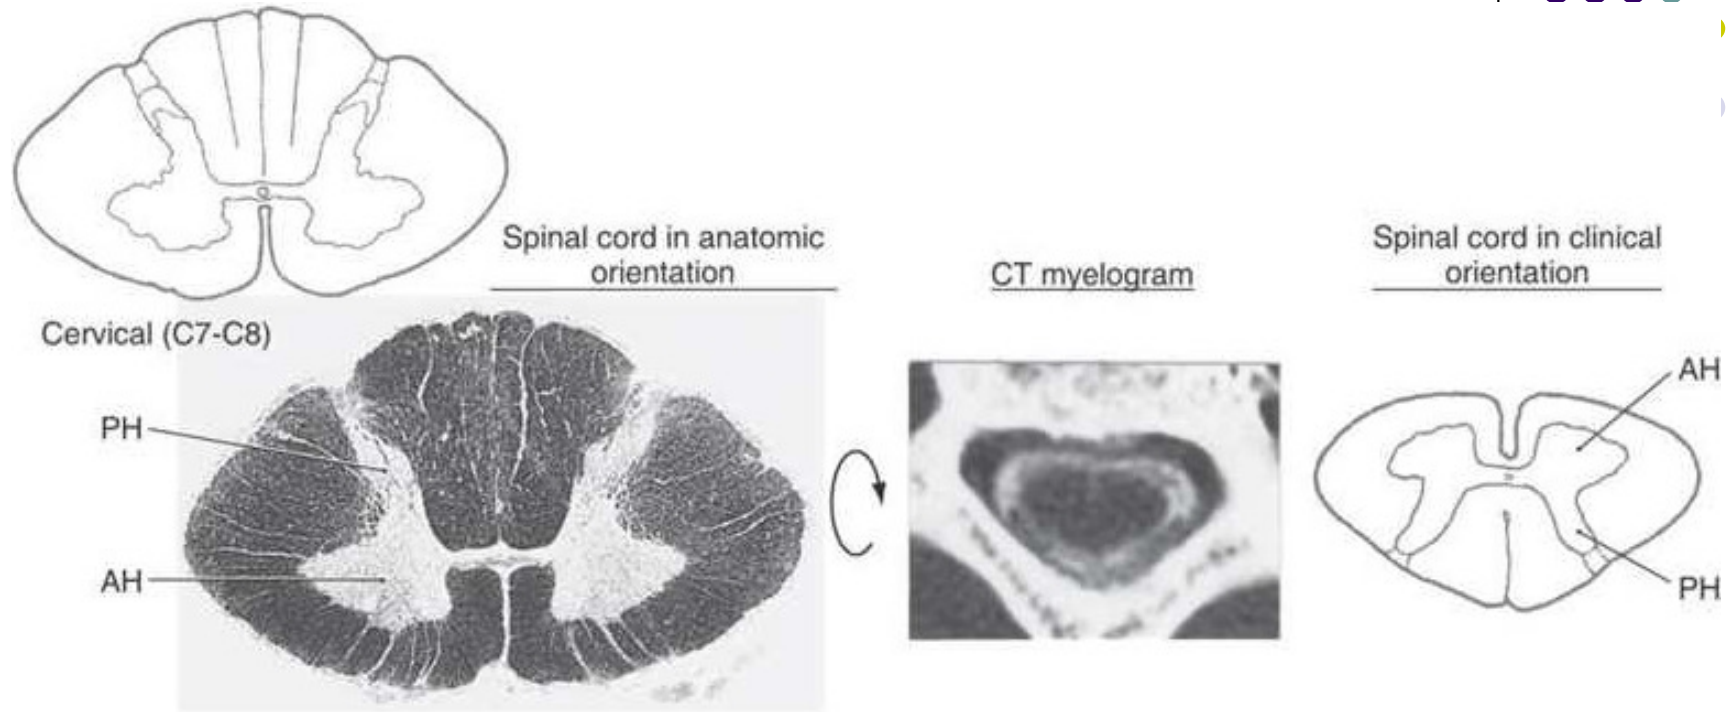 Spinal cord in anatomic
orientation
CT myelogram
Spinal cord in clinical
orientation
Cervical (C7-C8)
PH
AH
AH
PH